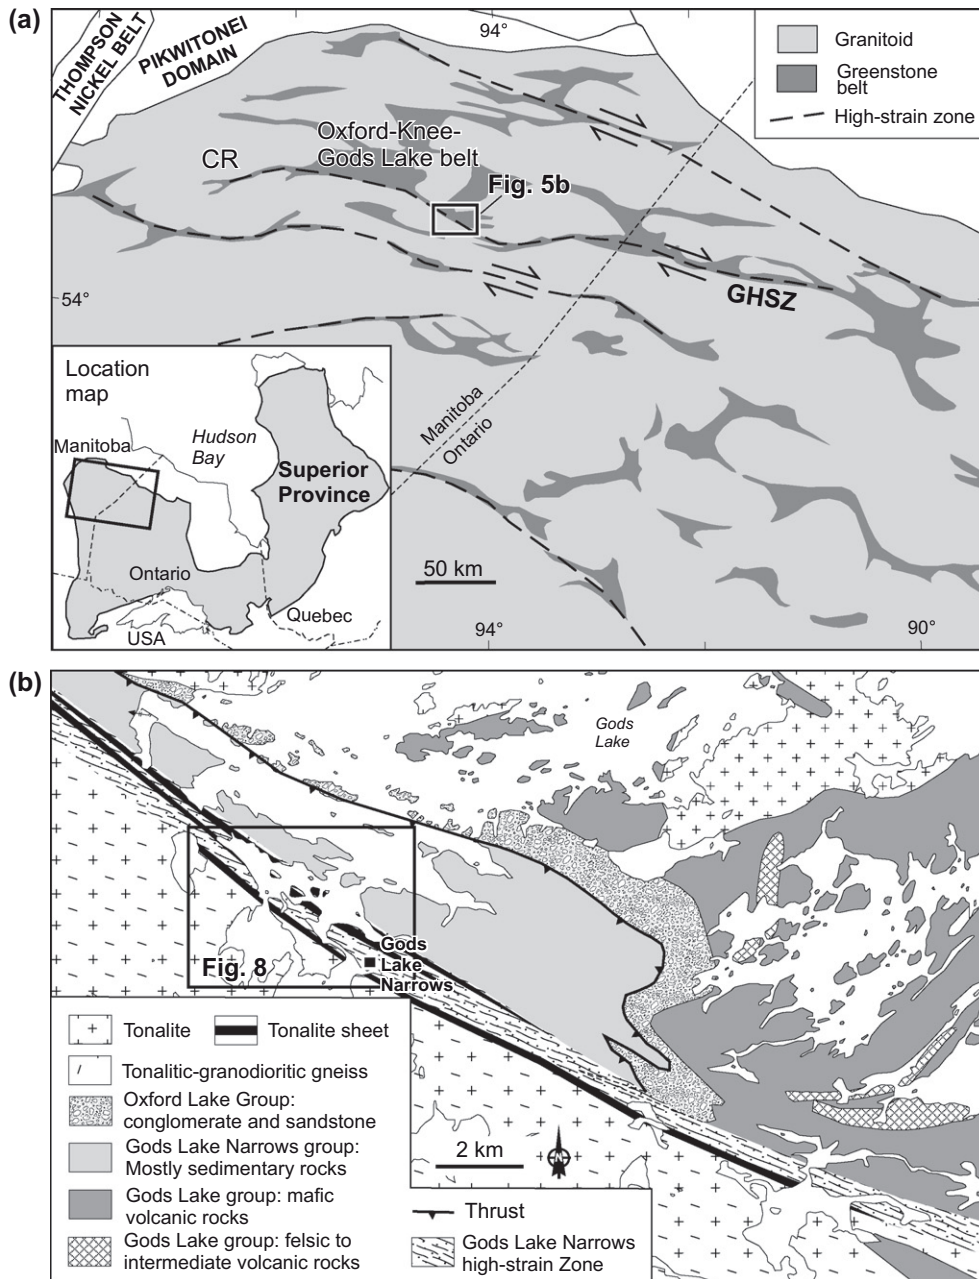 (a)
THOMPSON
NICKEL BELT
PIKWITONEI
DOMAIN
94°
Granitoid
Greenstone
belt
High-strain zone
Oxford-Knee-
Gods Lake belt
CR
Fig. 5b
54°
GHSZ
Manitoba
Ontario
Location
map
Manitoba
Hudson
Bay
Superior
Province
Ontario
Quebec
USA
50 km
94°
90°
(b)
Gods
Lake
Gods
Lake
Narrows
Fig. 8
Tonalite
Tonalite sheet
Tonalitic-granodioritic gneiss
Oxford Lake Group:
conglomerate and sandstone
Gods Lake Narrows group:
Mostly sedimentary rocks
Gods Lake group: mafic
volcanic rocks
Gods Lake group: felsic to
intermediate volcanic rocks
2 km
Thrust
Gods Lake Narrows
high-strain Zone